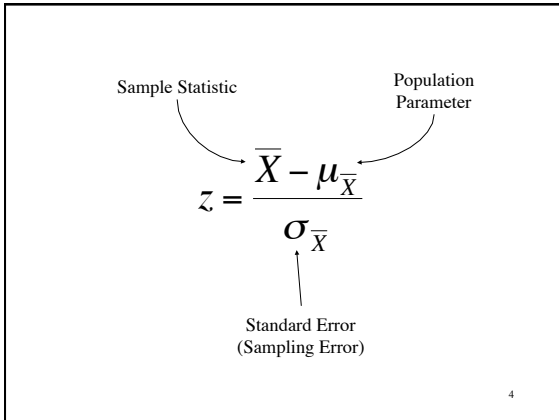 Sample Statistic
Population
Parameter
z = (X̅ − μ_X̅) / σ_X̅
Standard Error
(Sampling Error)
4